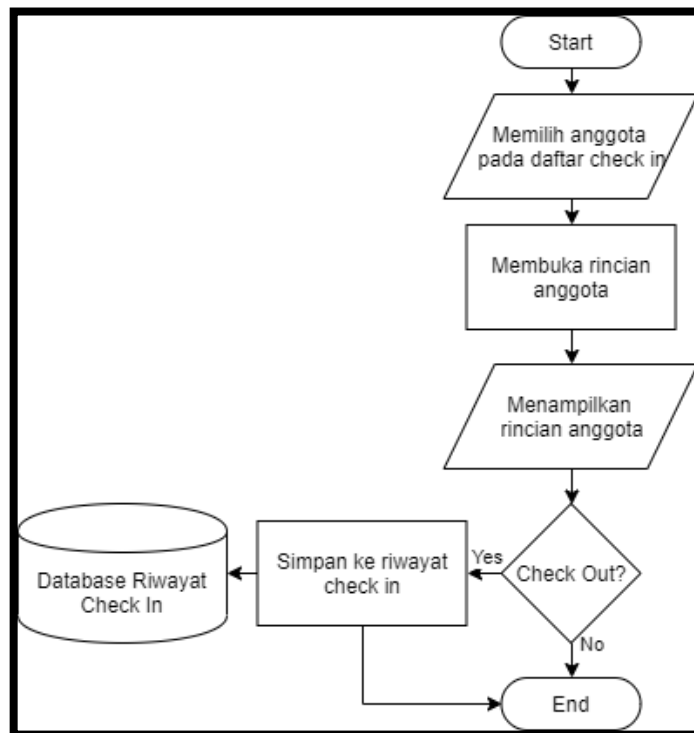 Start
Memilih anggota
pada daftar check in
Membuka rincian
anggota
Menampilkan
rincian anggota
Check Out?
Yes
Simpan ke riwayat
check in
Database Riwayat
Check In
No
End